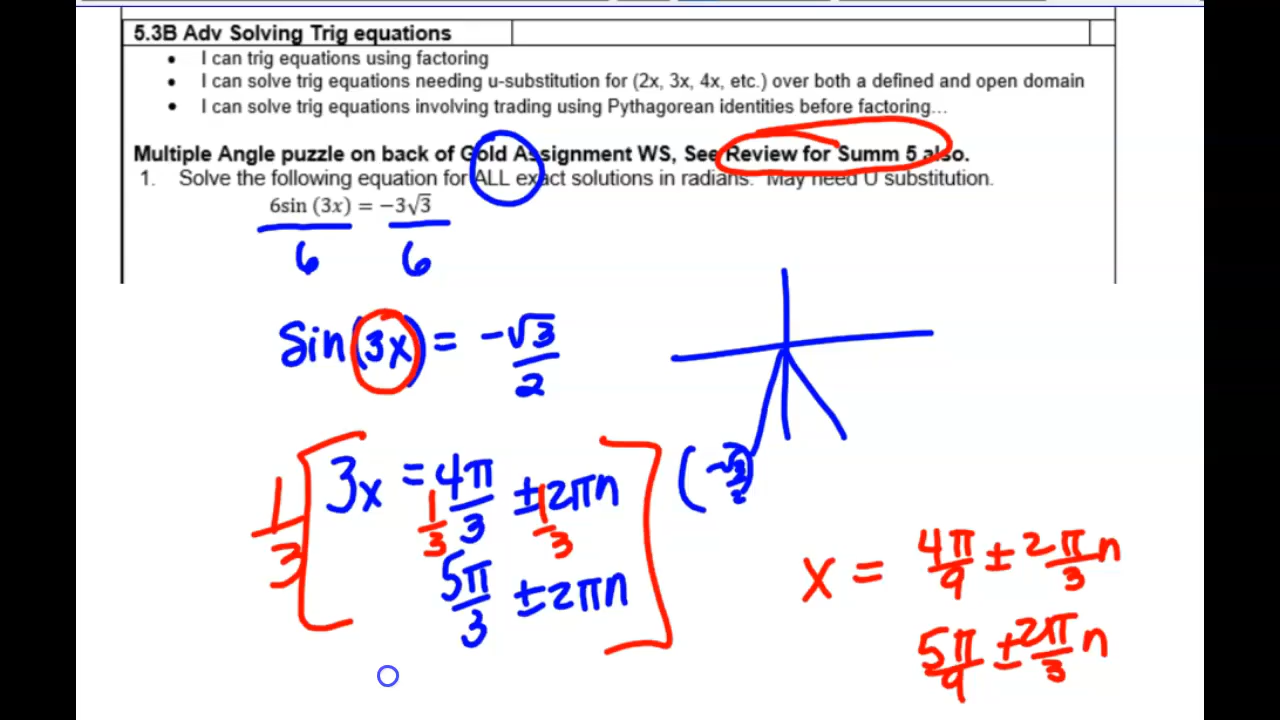 5.3B Adv Solving Trig equations
• I can trig equations using factoring
• I can solve trig equations needing u-substitution for (2x, 3x, 4x, etc.) over both a defined and open domain
• I can solve trig equations involving trading using Pythagorean identities before factoring...
Multiple Angle puzzle on back of Gold Assignment WS, See Review for Summ 5 also.
1. Solve the following equation for ALL exact solutions in radians. May need U substitution.
6sin (3x) = −3√3
6 6
Sin(3x) = -√3/2
1/3 [3x = 1/3 4π/3 ± 1/3 2πn
5π/3 ± 2πn]
(
x = 4π/9 ± 2π/3 n
5π/9 ± 2π/3 n